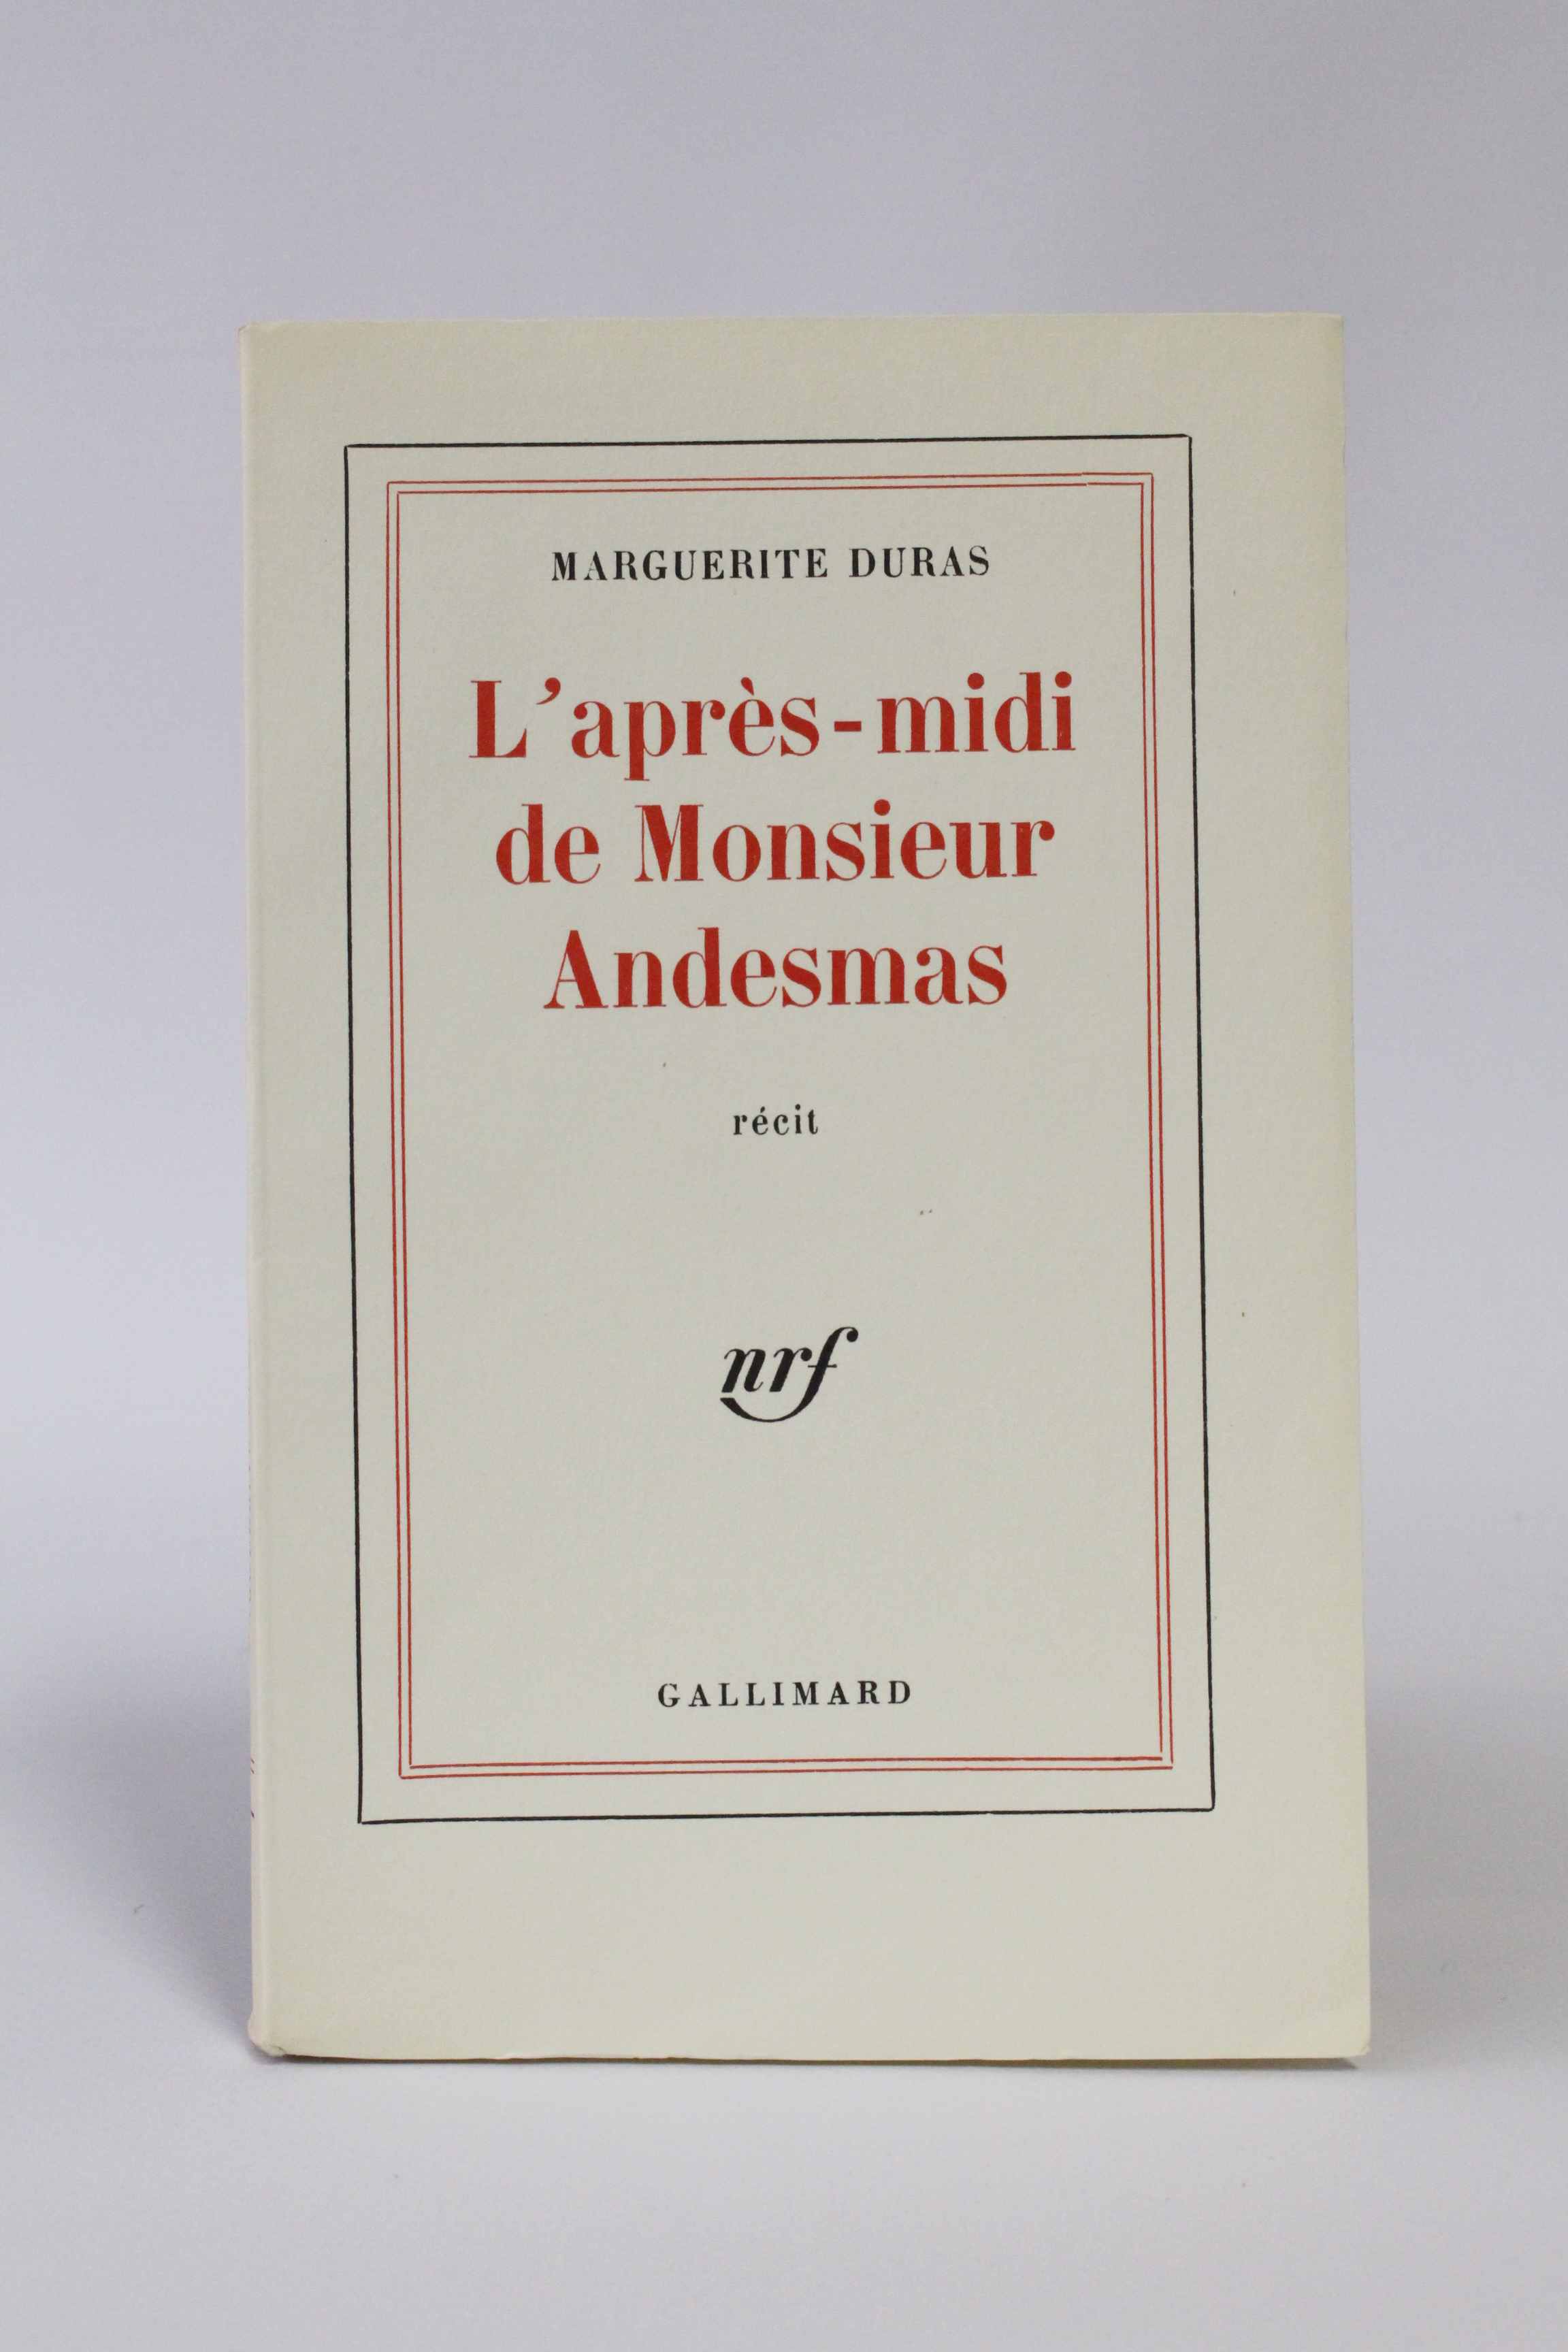 MARGUERITE DURAS
L'après-midi
de Monsieur
Andesmas
récit
nrf
GALLIMARD